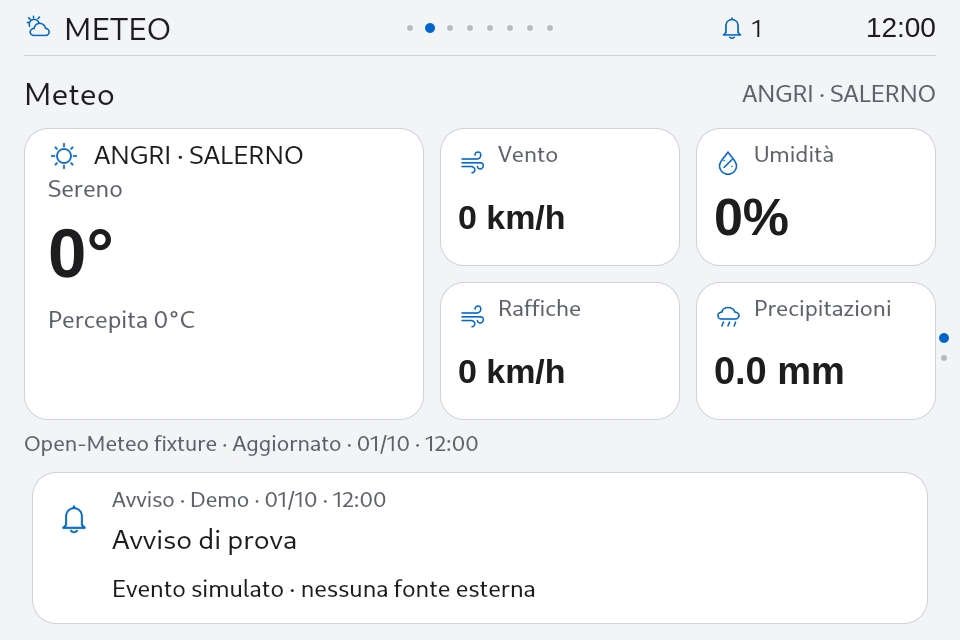 METEO
1
12:00
Meteo
ANGRI · SALERNO
ANGRI · SALERNO
Sereno
0°
Percepita 0°C
Vento
0 km/h
Umidità
0%
Raffiche
0 km/h
Precipitazioni
0.0 mm
Open-Meteo fixture · Aggiornato · 01/10 · 12:00
Avviso · Demo · 01/10 · 12:00
Avviso di prova
Evento simulato · nessuna fonte esterna